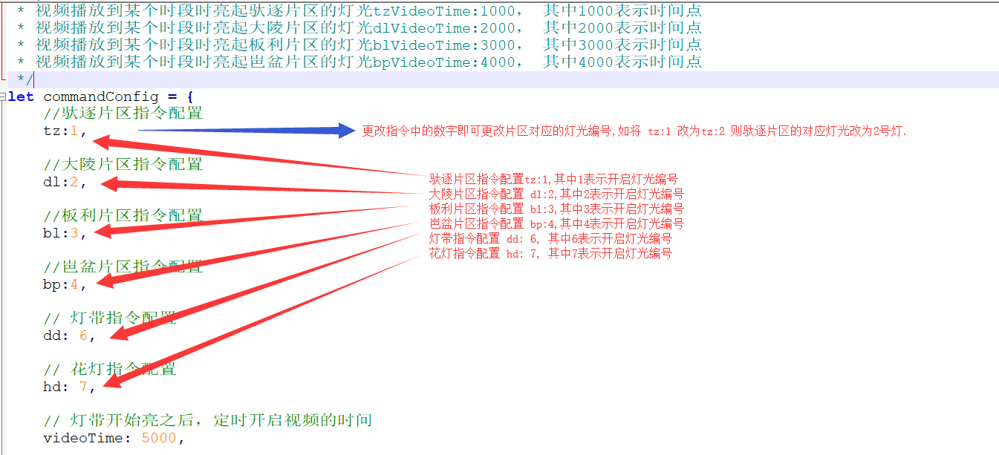 * 视频播放到某个时段时亮起驮逐片区的灯光tzVideoTime:1000， 其中1000表示时间点
* 视频播放到某个时段时亮起大陵片区的灯光dlVideoTime:2000， 其中2000表示时间点
* 视频播放到某个时段时亮起板利片区的灯光blVideoTime:3000， 其中3000表示时间点
* 视频播放到某个时段时亮起岜盆片区的灯光bpVideoTime:4000， 其中4000表示时间点
*/
let commandConfig = {
//驮逐片区指令配置
tz:1,
更改指令中的数字即可更改片区对应的灯光编号,如将 tz:1 改为tz:2 则驮逐片区的对应灯光改为2号灯.
//大陵片区指令配置
dl:2,
驮逐片区指令配置tz:1,其中1表示开启灯光编号
大陵片区指令配置 dl:2,其中2表示开启灯光编号
板利片区指令配置 bl:3,其中3表示开启灯光编号
岜盆片区指令配置 bp:4,其中4表示开启灯光编号
灯带指令配置 dd: 6, 其中6表示开启灯光编号
花灯指令配置 hd: 7, 其中7表示开启灯光编号
//板利片区指令配置
bl:3,
//岜盆片区指令配置
bp:4,
// 灯带指令配置
dd: 6,
// 花灯指令配置
hd: 7,
// 灯带开始亮之后，定时开启视频的时间
videoTime: 5000,